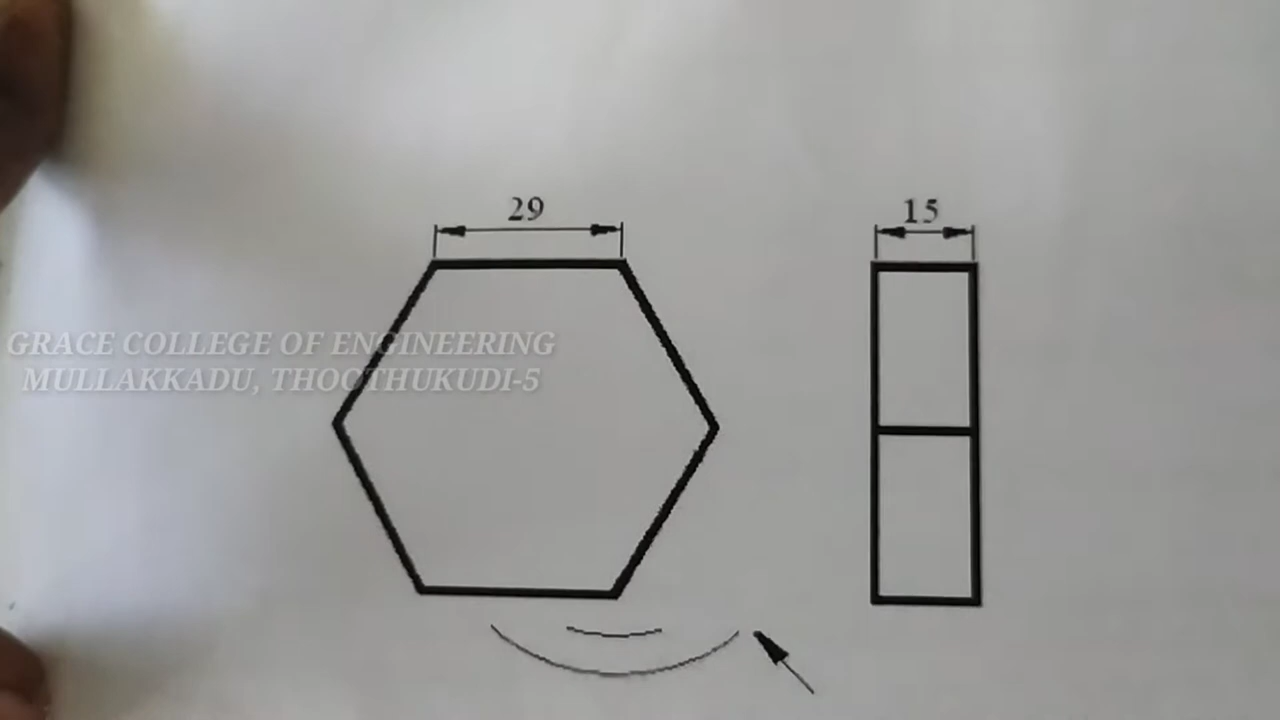 29
15
GRACE COLLEGE OF ENGINEERING
MULLAKKADU, THOOTHUKUDI-5